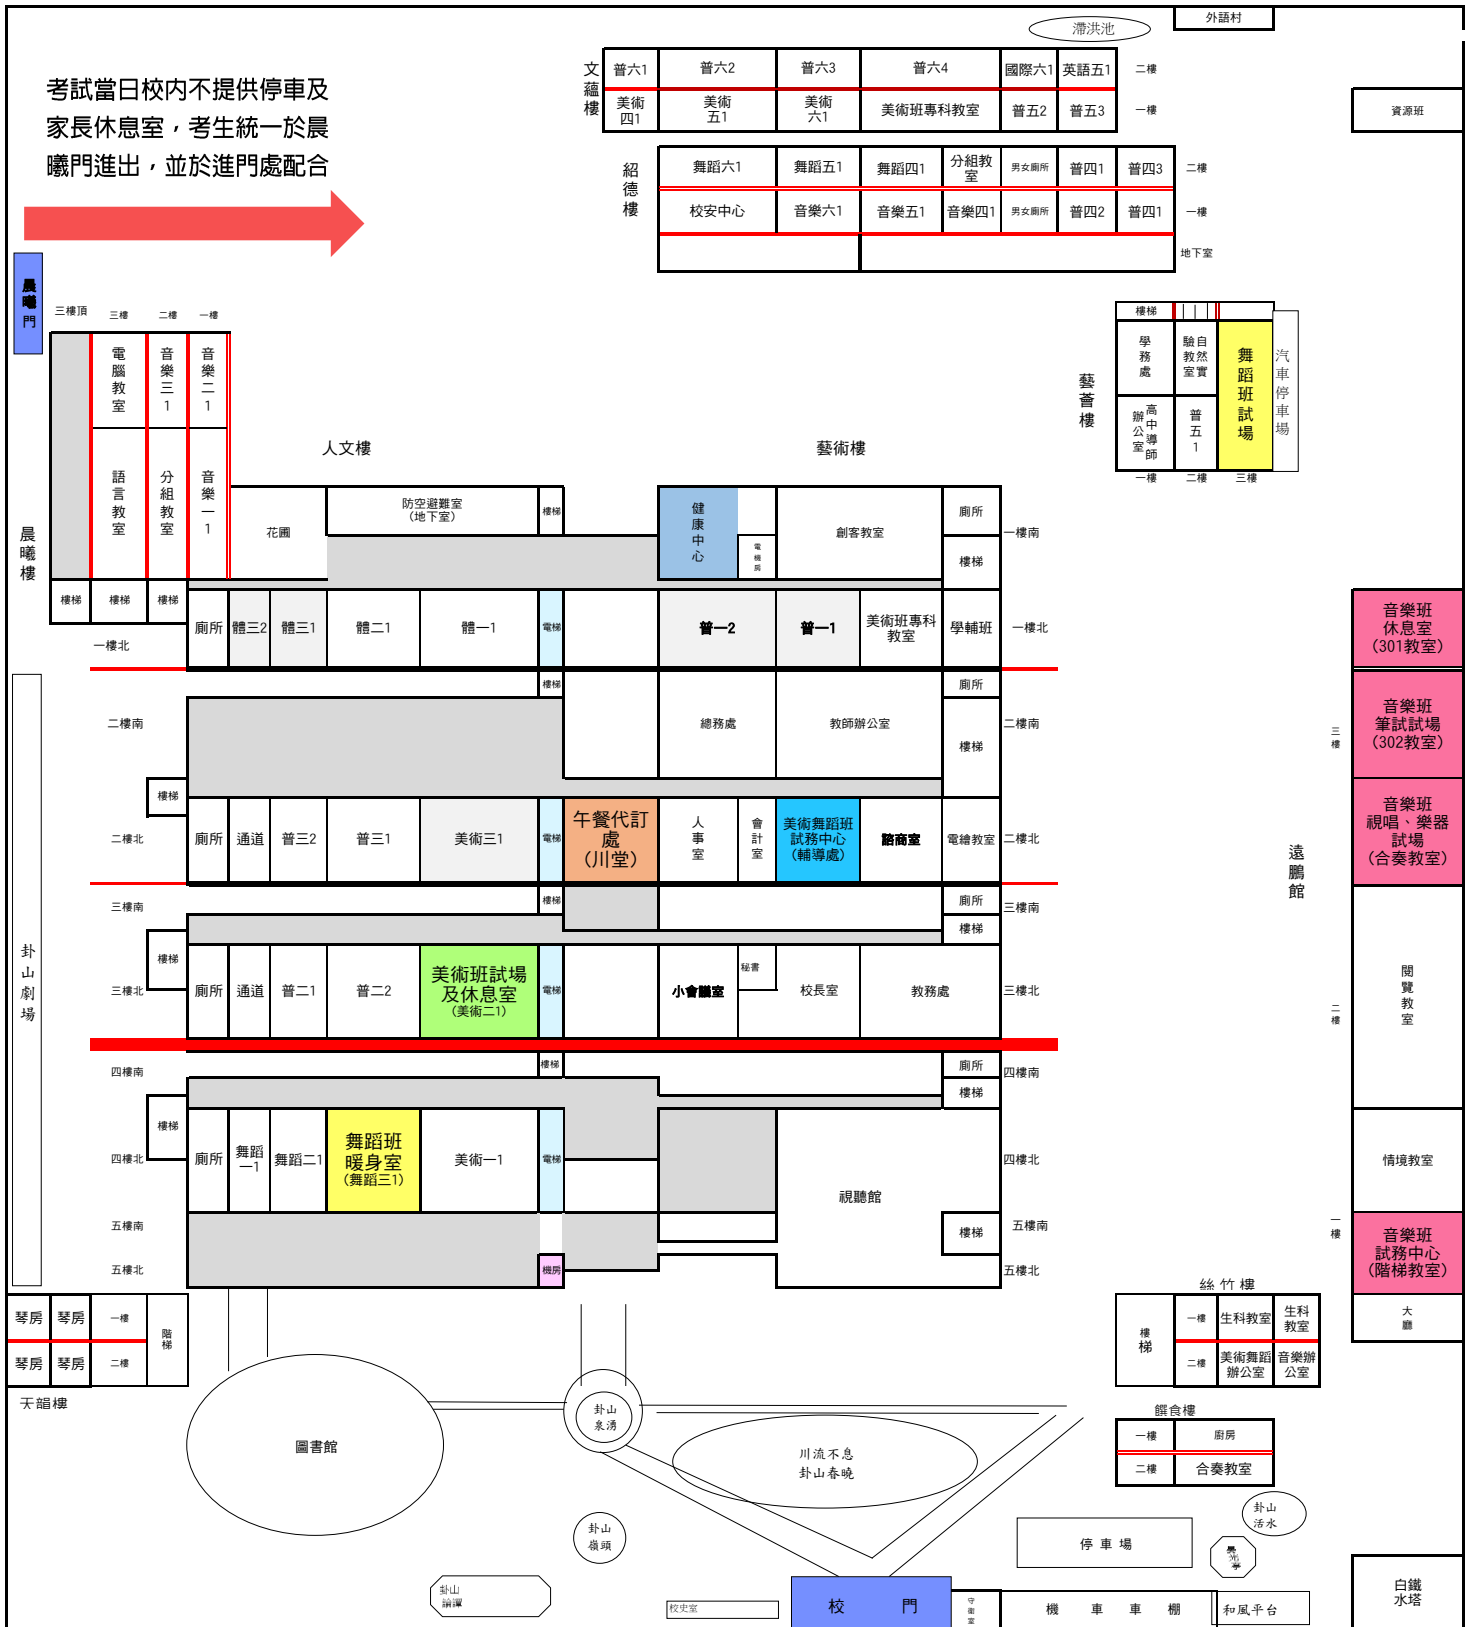 外語村
滯洪池
考試當日校內不提供停車及
家長休息室，考生統一於晨
曦門進出，並於進門處配合
文蘊樓
普六1 普六2 普六3 普六4 國際六1 英語五1 二樓
美術四1 美術五1 美術六1 美術班專科教室 普五2 普五3 一樓
資源班
紹德樓
舞蹈六1 舞蹈五1 舞蹈四1 分組教室 男女廁所 普四1 普四3 二樓
校安中心 音樂六1 音樂五1 音樂四1 男女廁所 普四2 普四1 一樓
地下室
晨曦門
三樓頂 三樓 二樓 一樓
電腦教室 音樂三1 音樂二1
語言教室 分組教室 音樂一1
晨曦樓
樓梯 樓梯 樓梯
藝薈樓
樓梯
學務處 自然實驗教室 舞蹈班試場 汽車停車場
高中導師辦公室 普五1
一樓 二樓 三樓
人文樓 藝術樓
花圃 防空避難室
（地下室）
樓梯 健康中心 電機房 創客教室 廁所 一樓南
樓梯
一樓北 廁所 體三2 體三1 體二1 體一1 電梯 普一2 普一1 美術班專科
教室
學輔班 一樓北
二樓南 樓梯 總務處 教師辦公室 廁所 二樓南
樓梯
樓梯
二樓北 廁所 通道 普三2 普三1 美術三1 電梯 午餐代訂
處
（川堂）
人事室 會計室 美術舞蹈班
試務中心
（輔導處）
諮商室 電繪教室 二樓北
三樓南 樓梯 廁所 三樓南
樓梯
樓梯
三樓北 廁所 通道 普二1 普二2 美術班試場
及休息室
（美術二1）
電梯 小會議室 秘書 校長室 教務處 三樓北
四樓南 樓梯 廁所 四樓南
樓梯
樓梯
四樓北 廁所 舞蹈一1 舞蹈二1 舞蹈班
暖身室
（舞蹈三1）
美術一1 電梯 視聽館 四樓北
五樓南 樓梯 五樓南
五樓北 機房 五樓北
卦山劇場
遠鵬館
音樂班
休息室
（301教室）
三樓
音樂班
筆試試場
（302教室）
音樂班
視唱、樂器
試場
（合奏教室）
二樓
閱覽教室
情境教室
一樓
音樂班
試務中心
（階梯教室）
大廳
琴房 琴房 一樓 階梯
琴房 琴房 二樓
天韻樓
絲竹樓
樓梯 一樓 生科教室 生科教室
二樓 美術舞蹈辦公室 音樂辦公室
饌食樓
一樓 廚房
二樓 合奏教室
圖書館
卦山
泉湧
川流不息
卦山春曉
卦山
嶺頭
卦山
論壇
校史室
校門
守衛室
機車車棚
停車場
卦山
活水
和風平台
白鐵
水塔